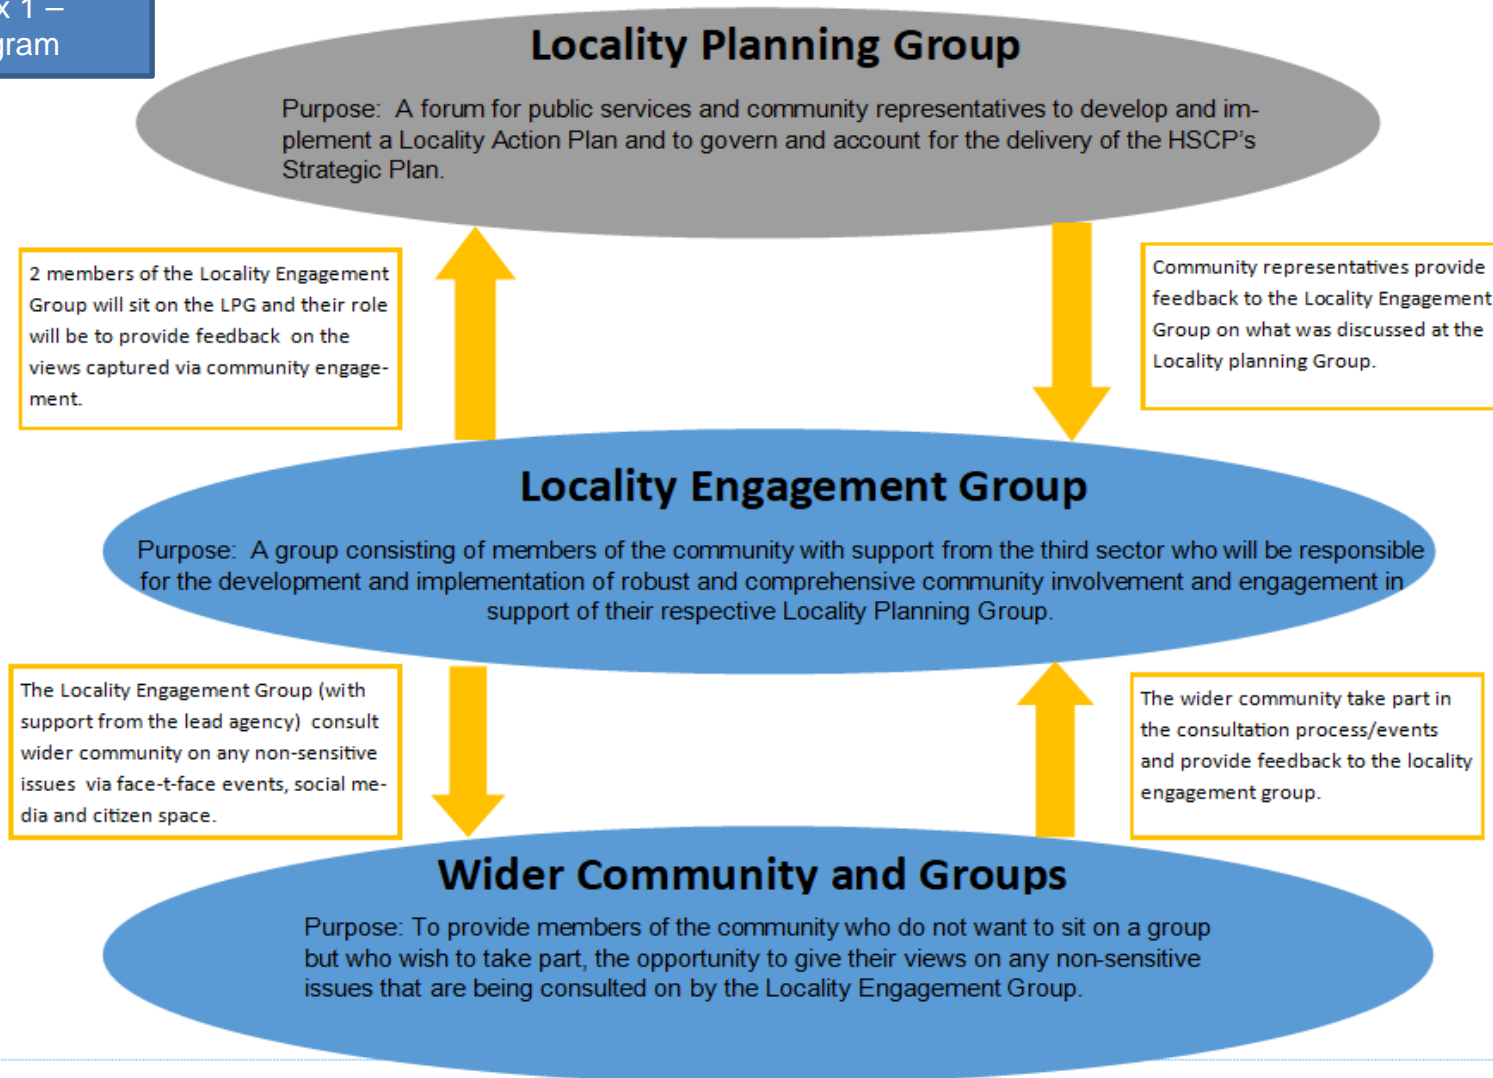 x 1 –
gram
Locality Planning Group
Purpose: A forum for public services and community representatives to develop and im-
plement a Locality Action Plan and to govern and account for the delivery of the HSCP's
Strategic Plan.
2 members of the Locality Engagement
Group will sit on the LPG and their role
will be to provide feedback on the
views captured via community engage-
ment.
Community representatives provide
feedback to the Locality Engagement
Group on what was discussed at the
Locality planning Group.
Locality Engagement Group
Purpose: A group consisting of members of the community with support from the third sector who will be responsible
for the development and implementation of robust and comprehensive community involvement and engagement in
support of their respective Locality Planning Group.
The Locality Engagement Group (with
support from the lead agency) consult
wider community on any non-sensitive
issues via face-t-face events, social me-
dia and citizen space.
The wider community take part in
the consultation process/events
and provide feedback to the locality
engagement group.
Wider Community and Groups
Purpose: To provide members of the community who do not want to sit on a group
but who wish to take part, the opportunity to give their views on any non-sensitive
issues that are being consulted on by the Locality Engagement Group.